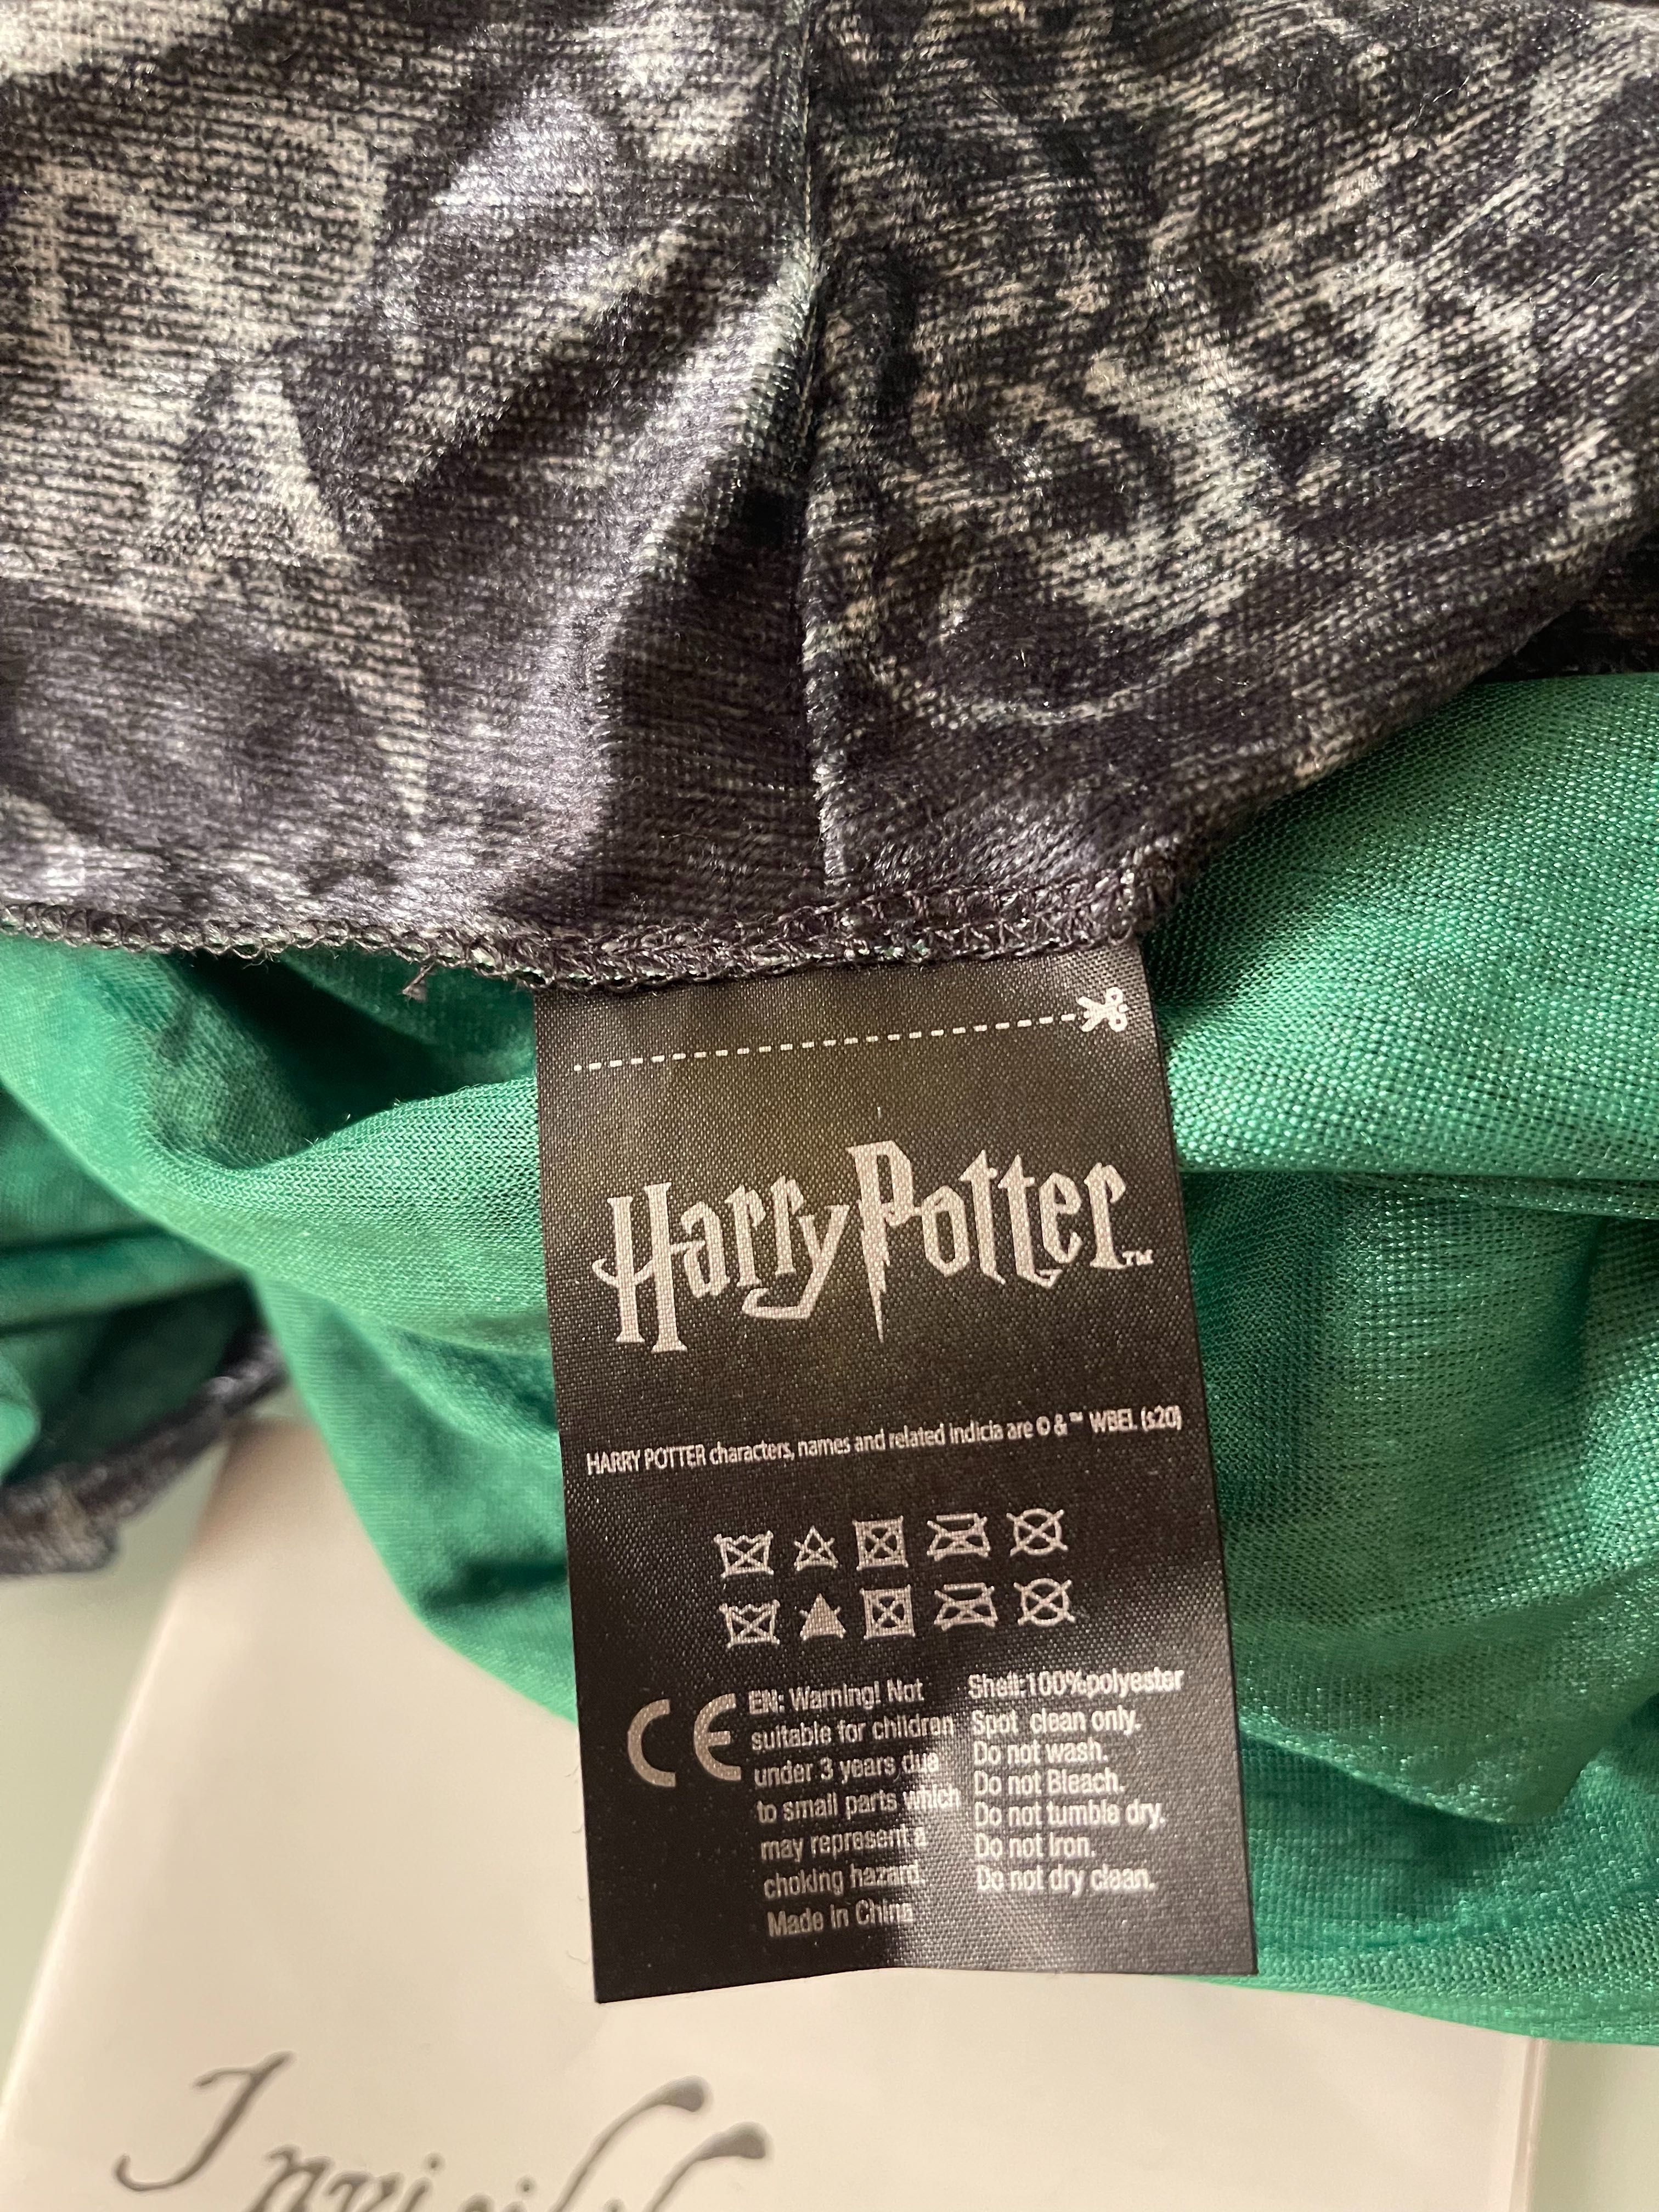 Harry Potter™
HARRY POTTER characters, names and related indicia are © & ™ WBEI. (s20)
CE
EN: Warning! Not
suitable for children
under 3 years due
to small parts which
may represent a
choking hazard.
Made in China
Shell:100%polyester
Spot clean only.
Do not wash.
Do not Bleach.
Do not tumble dry.
Do not Iron.
Do not dry clean.